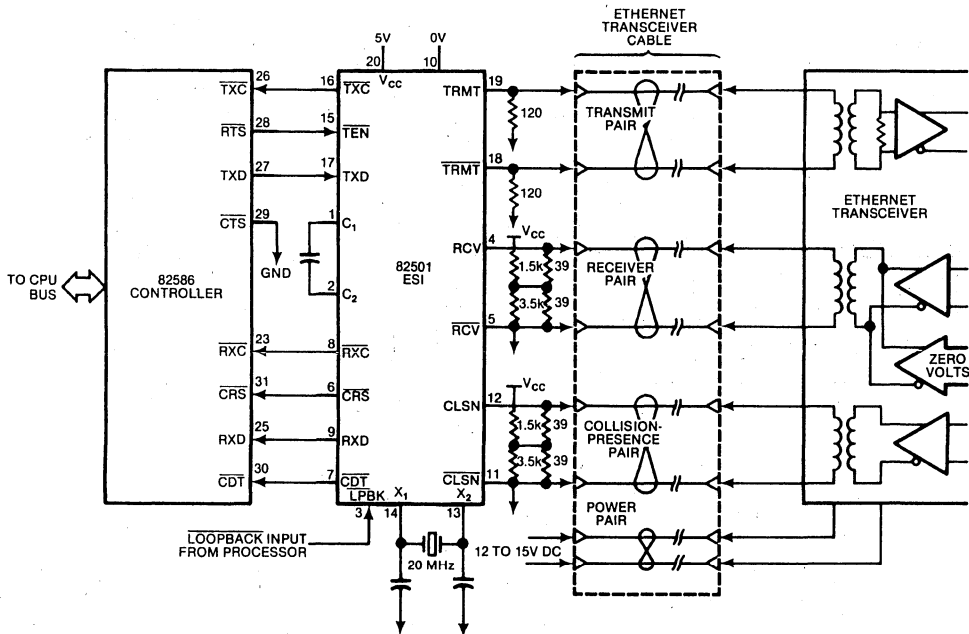 ETHERNET
TRANSCEIVER
CABLE
5V
0V
20
10
VCC
26
TXC
16
TXC
TRMT
19
TRANSMIT
PAIR
120
28
RTS
15
TEN
27
TXD
17
TXD
TRMT
18
120
29
CTS
GND
1
C1
2
C2
ETHERNET
TRANSCEIVER
VCC
RCV
4
1.5k
39
RECEIVER
PAIR
3.5k
39
RCV
5
TO CPU
BUS
82586
CONTROLLER
82501
ESI
23
RXC
8
RXC
ZERO
VOLTS
31
CRS
6
CRS
VCC
CLSN
12
1.5k
39
COLLISION-
PRESENCE
PAIR
25
RXD
9
RXD
3.5k
39
30
CDT
7
CDT
CLSN
11
LPBK
X1
X2
3
14
13
POWER
PAIR
LOOPBACK INPUT
FROM PROCESSOR
20 MHz
12 TO 15V DC